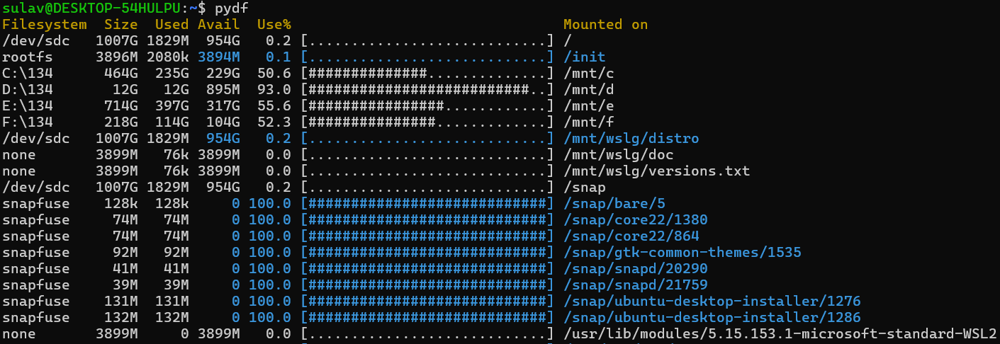 sulav@DESKTOP-54HULPU:~$ pydf
Filesystem  Size  Used Avail  Use%                                Mounted on
/dev/sdc   1007G 1829M  954G   0.2 [............................] /
rootfs     3896M 2080k 3894M   0.1 [............................] /init
C:\134      464G  235G  229G  50.6 [##############..............] /mnt/c
D:\134       12G   12G  895M  93.0 [##########################..] /mnt/d
E:\134      714G  397G  317G  55.6 [################............] /mnt/e
F:\134      218G  114G  104G  52.3 [###############.............] /mnt/f
/dev/sdc   1007G 1829M  954G   0.2 [............................] /mnt/wslg/distro
none       3899M   76k 3899M   0.0 [............................] /mnt/wslg/doc
none       3899M   76k 3899M   0.0 [............................] /mnt/wslg/versions.txt
/dev/sdc   1007G 1829M  954G   0.2 [............................] /snap
snapfuse    128k  128k     0 100.0 [############################] /snap/bare/5
snapfuse     74M   74M     0 100.0 [############################] /snap/core22/1380
snapfuse     74M   74M     0 100.0 [############################] /snap/core22/864
snapfuse     92M   92M     0 100.0 [############################] /snap/gtk-common-themes/1535
snapfuse     41M   41M     0 100.0 [############################] /snap/snapd/20290
snapfuse     39M   39M     0 100.0 [############################] /snap/snapd/21759
snapfuse    131M  131M     0 100.0 [############################] /snap/ubuntu-desktop-installer/1276
snapfuse    132M  132M     0 100.0 [############################] /snap/ubuntu-desktop-installer/1286
none       3899M     0 3899M   0.0 [............................] /usr/lib/modules/5.15.153.1-microsoft-standard-WSL2